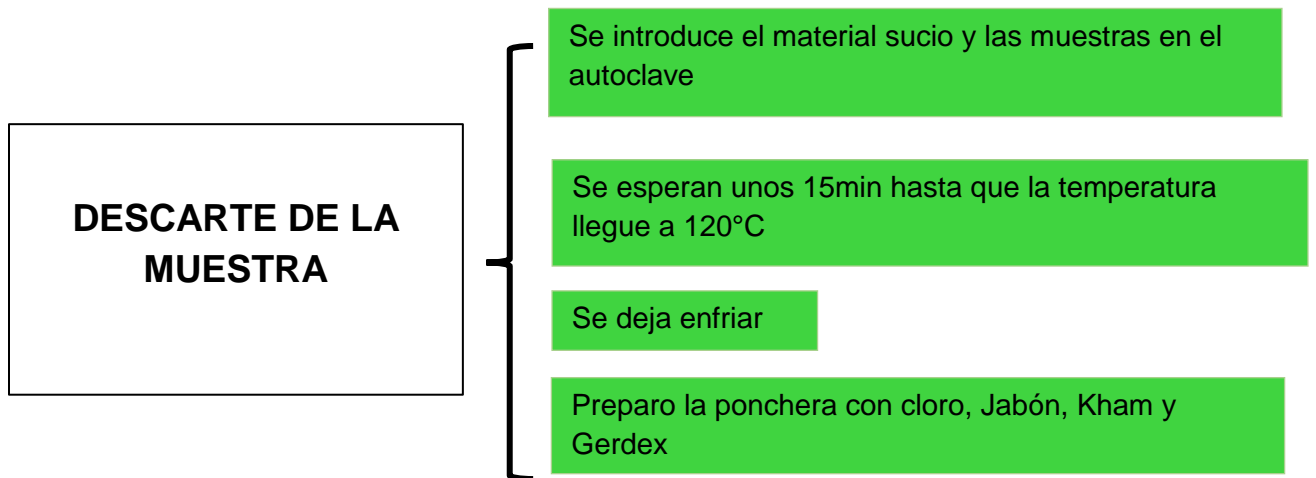 DESCARTE DE LA
MUESTRA
Se introduce el material sucio y las muestras en el
autoclave
Se esperan unos 15min hasta que la temperatura
llegue a 120°C
Se deja enfriar
Preparo la ponchera con cloro, Jabón, Kham y
Gerdex